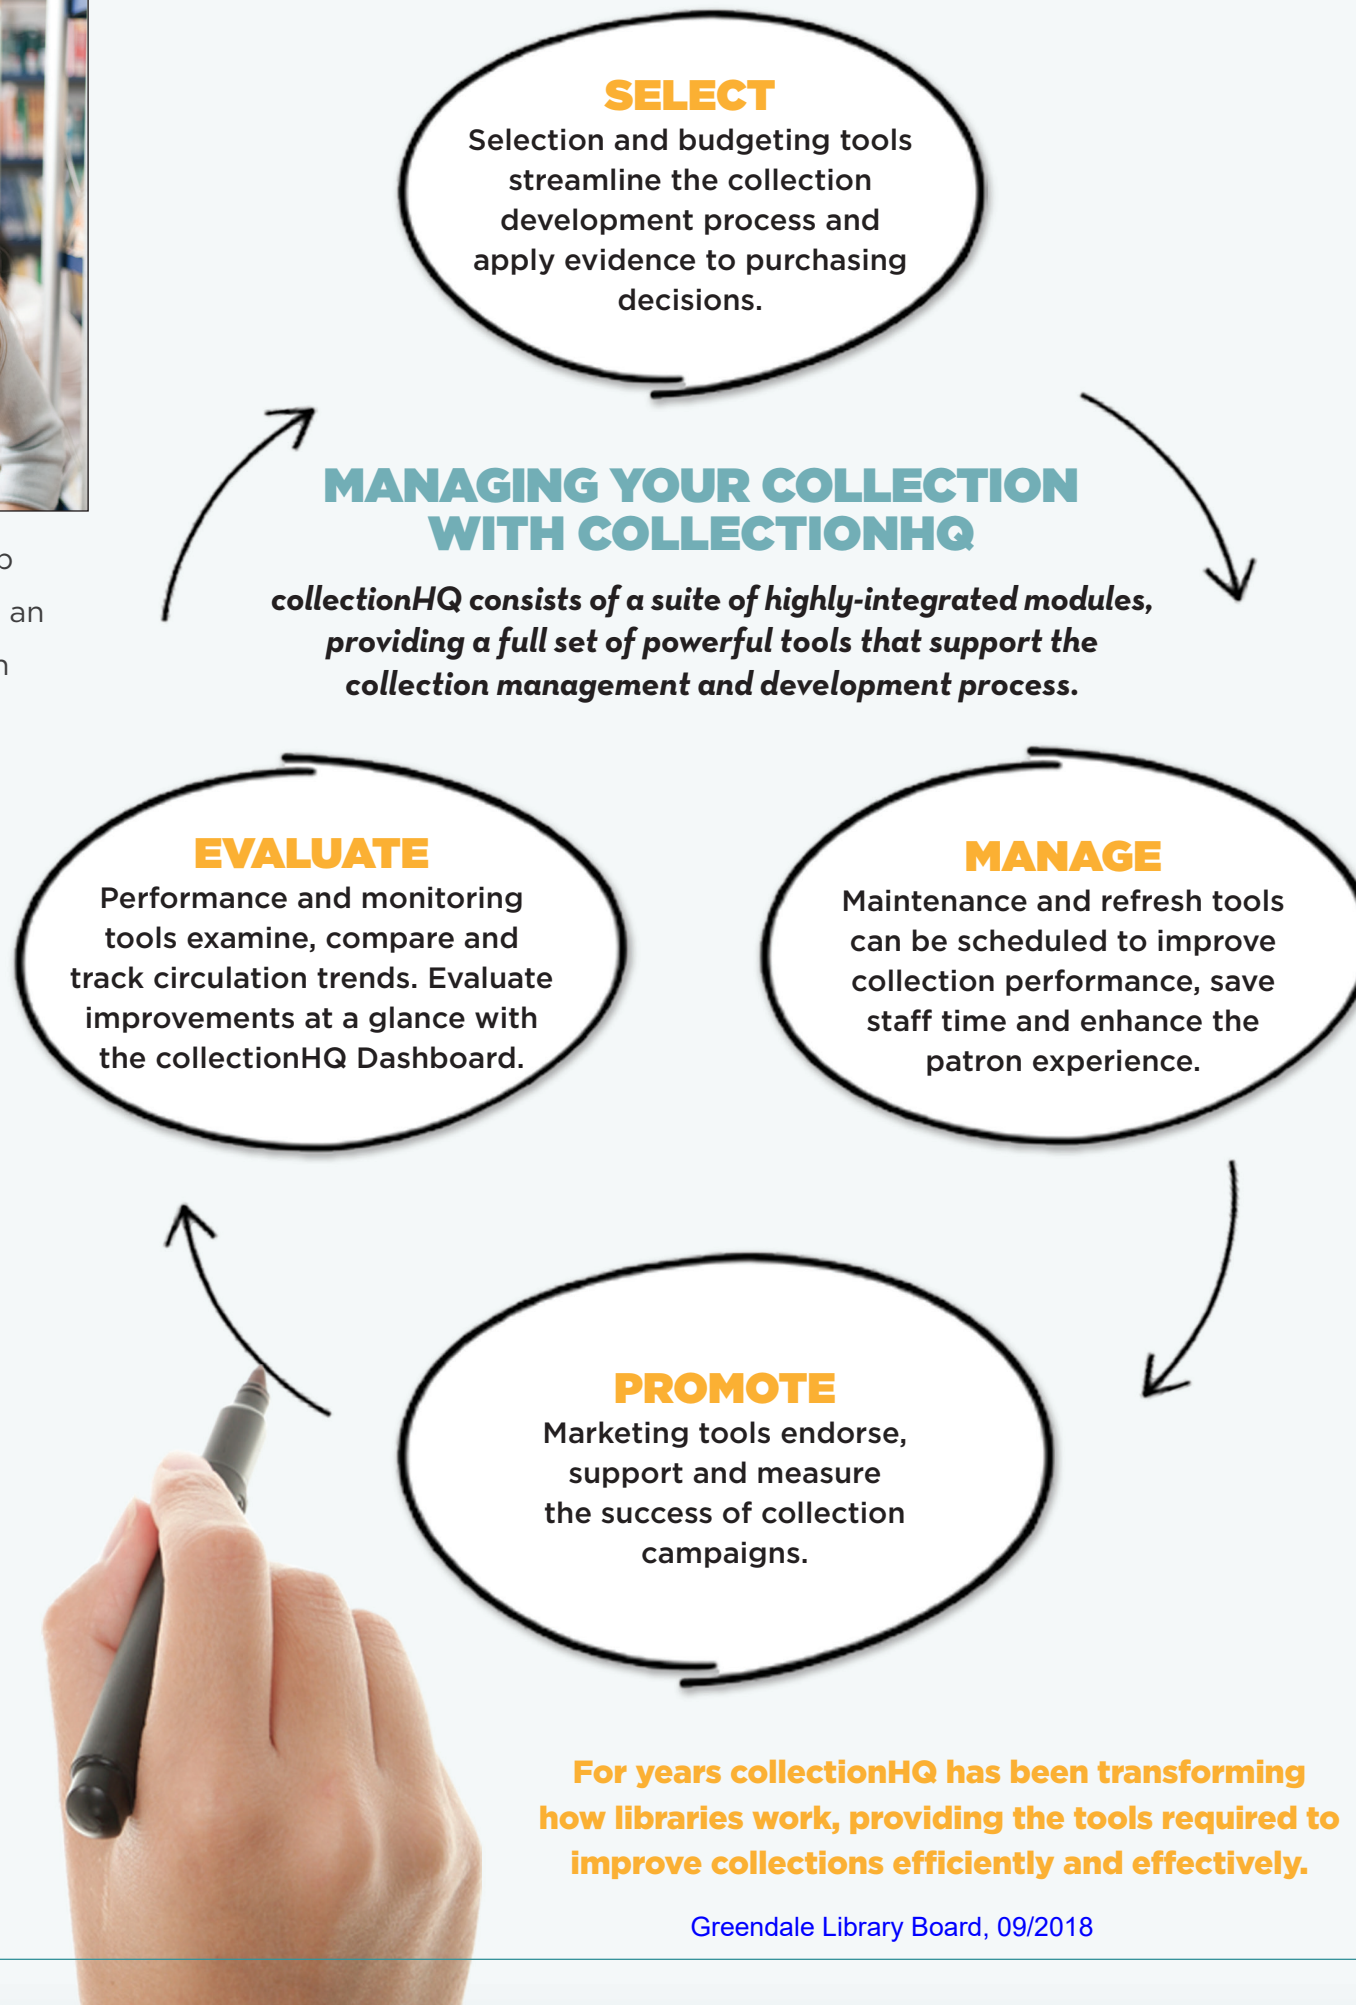 SELECT
Selection and budgeting tools
streamline the collection
development process and
apply evidence to purchasing
decisions.
MANAGING YOUR COLLECTION
WITH COLLECTIONHQ
collectionHQ consists of a suite of highly-integrated modules,
providing a full set of powerful tools that support the
collection management and development process.
an
EVALUATE
Performance and monitoring
tools examine, compare and
track circulation trends. Evaluate
improvements at a glance with
the collectionHQ Dashboard.
MANAGE
Maintenance and refresh tools
can be scheduled to improve
collection performance, save
staff time and enhance the
patron experience.
PROMOTE
Marketing tools endorse,
support and measure
the success of collection
campaigns.
For years collectionHQ has been transforming
how libraries work, providing the tools required to
improve collections efficiently and effectively.
Greendale Library Board, 09/2018